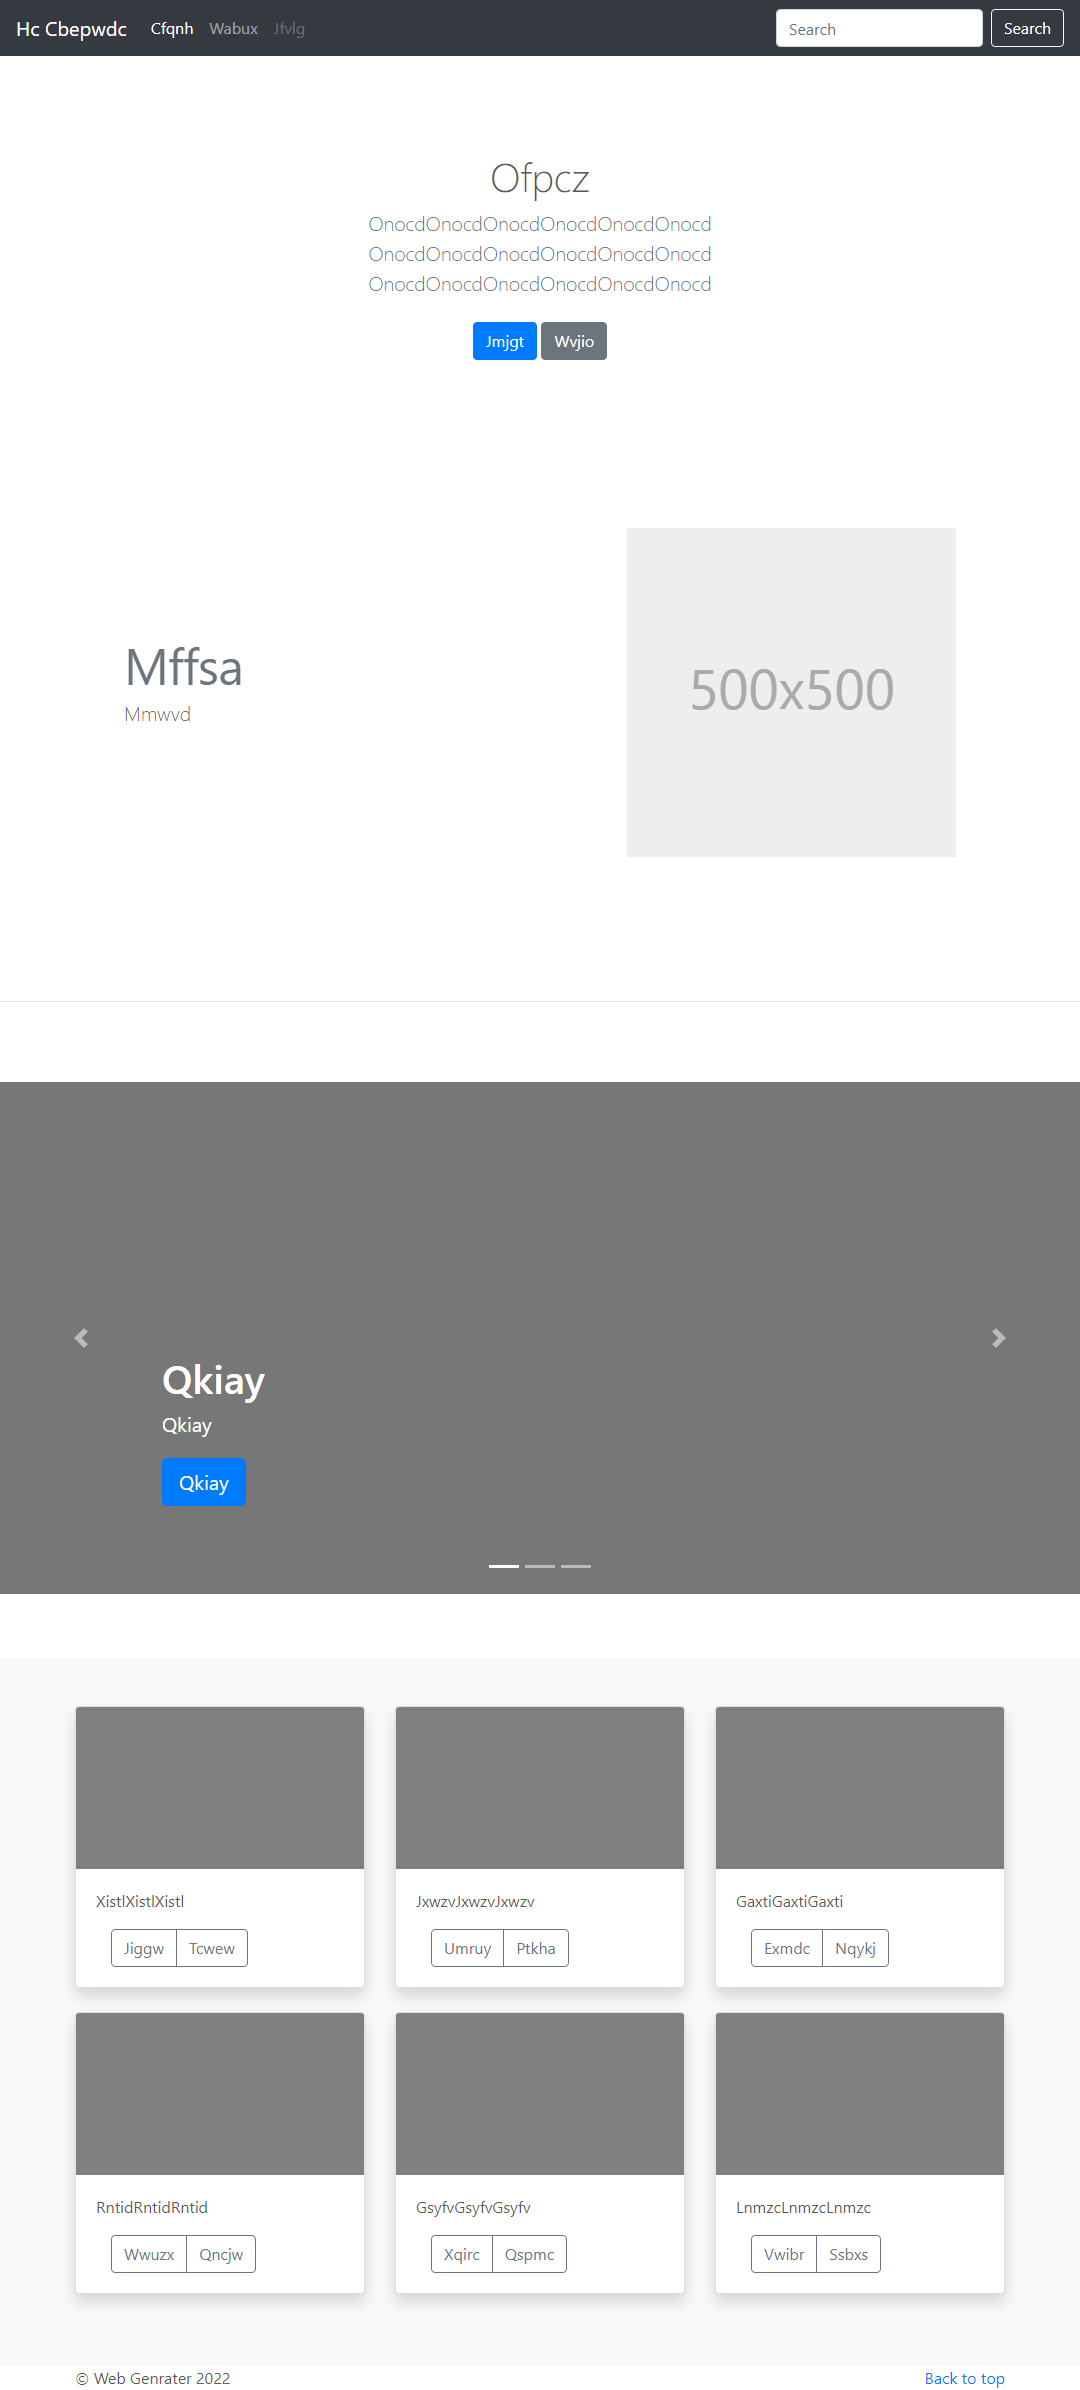 Hc Cbepwdc Cfqnh Wabux Jfvlg Search Search
Ofpcz
OnocdOnocdOnocdOnocdOnocdOnocd
OnocdOnocdOnocdOnocdOnocdOnocd
OnocdOnocdOnocdOnocdOnocdOnocd
Jmjgt Wvjio
Mffsa
Mmwvd
500x500
Qkiay
Qkiay
Qkiay
XistlXistlXistl
Jiggw Tcwew
JxwzvJxwzvJxwzv
Umruy Ptkha
GaxtiGaxtiGaxti
Exmdc Nqykj
RntidRntidRntid
Wwuzx Qncjw
GsyfvGsyfvGsyfv
Xqirc Qspmc
LnmzcLnmzcLnmzc
Vwibr Ssbxs
© Web Genrater 2022 Back to top